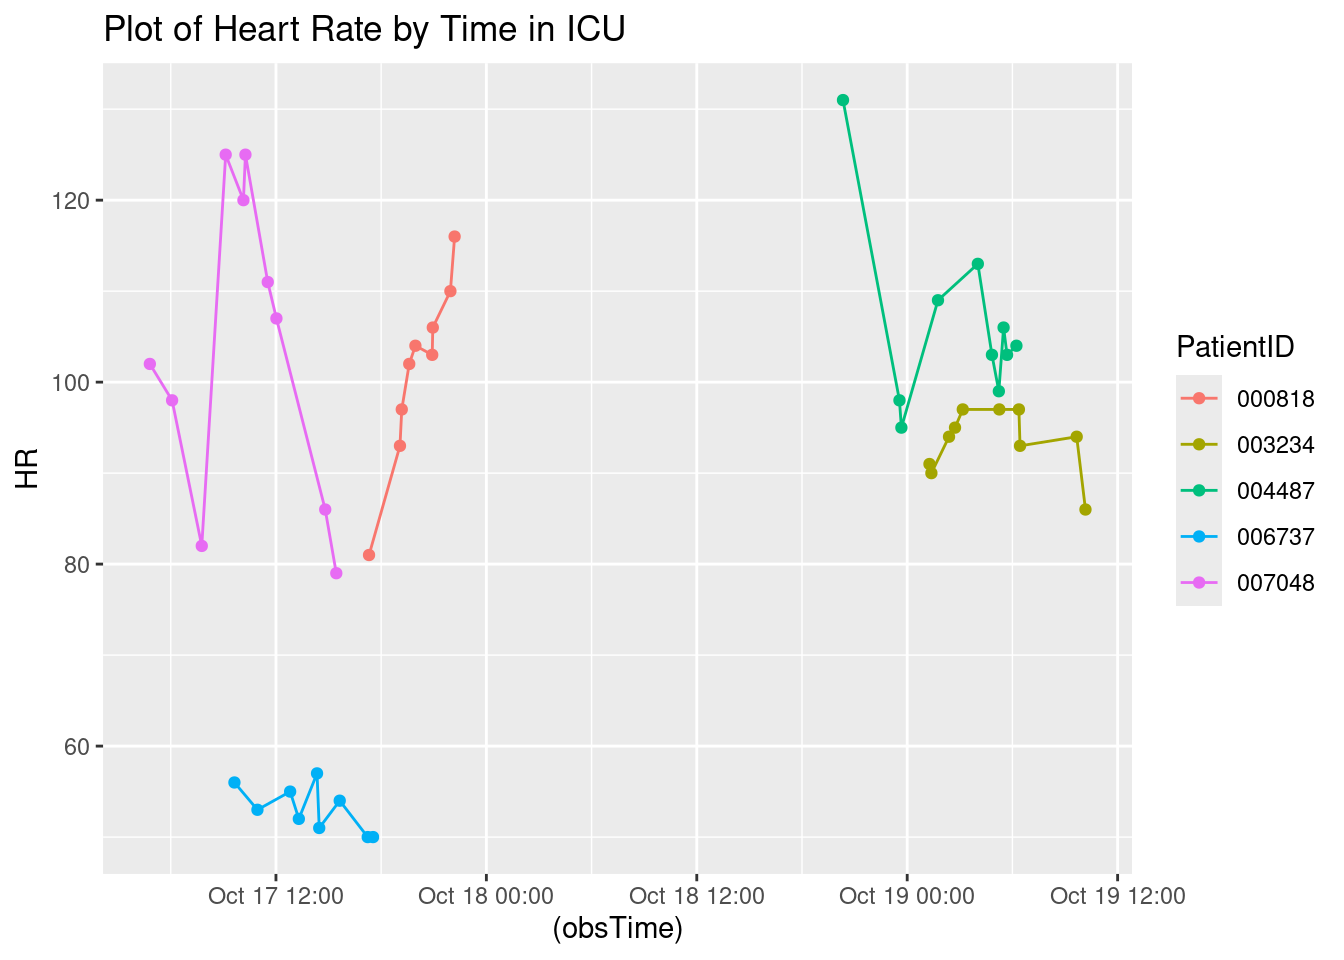 Plot of Heart Rate by Time in ICU
HR
120
100
80
60
Oct 17 12:00 Oct 18 00:00 Oct 18 12:00 Oct 19 00:00 Oct 19 12:00
(obsTime)
PatientID
000818
003234
004487
006737
007048